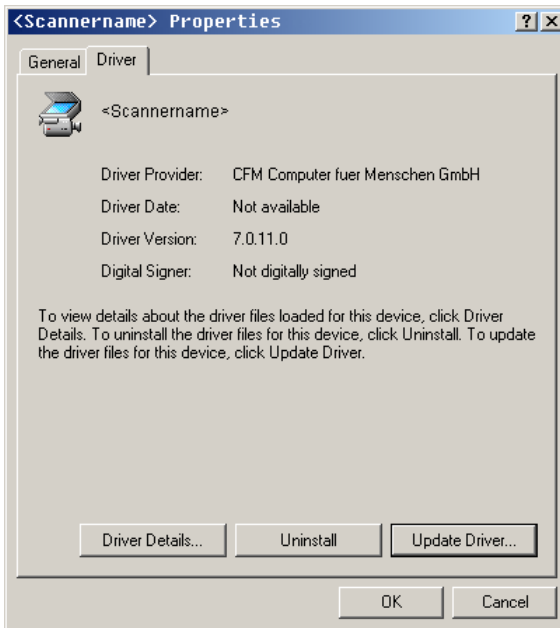 <Scannername> Properties
General Driver
<Scannername>
Driver Provider: CFM Computer fuer Menschen GmbH
Driver Date: Not available
Driver Version: 7.0.11.0
Digital Signer: Not digitally signed
To view details about the driver files loaded for this device, click Driver
Details. To uninstall the driver files for this device, click Uninstall. To update
the driver files for this device, click Update Driver.
Driver Details... Uninstall Update Driver...
OK Cancel